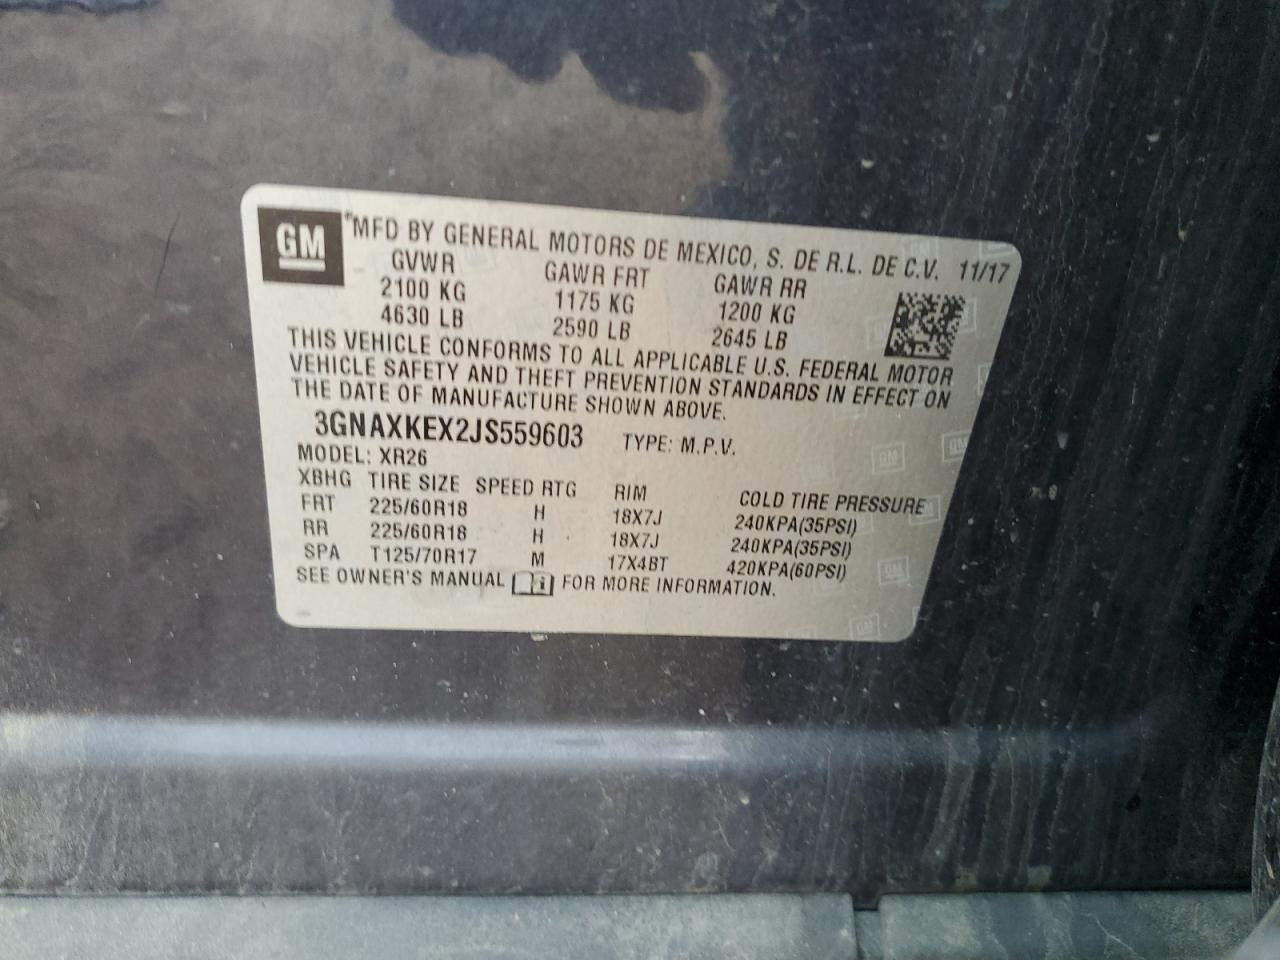 GM
®MFD BY GENERAL MOTORS DE MEXICO, S. DE R.L. DE C.V. 11/17
GVWR GAWR FRT GAWR RR
2100 KG 1175 KG 1200 KG
4630 LB 2590 LB 2645 LB
THIS VEHICLE CONFORMS TO ALL APPLICABLE U.S. FEDERAL MOTOR
VEHICLE SAFETY AND THEFT PREVENTION STANDARDS IN EFFECT ON
THE DATE OF MANUFACTURE SHOWN ABOVE.
3GNAXKEX2JS559603 TYPE: M.P.V.
MODEL: XR26
XBHG TIRE SIZE SPEED RTG RIM COLD TIRE PRESSURE
FRT 225/60R18 H 18X7J 240KPA(35PSI)
RR 225/60R18 H 18X7J 240KPA(35PSI)
SPA T125/70R17 M 17X4BT 420KPA(60PSI)
SEE OWNER'S MANUAL FOR MORE INFORMATION.